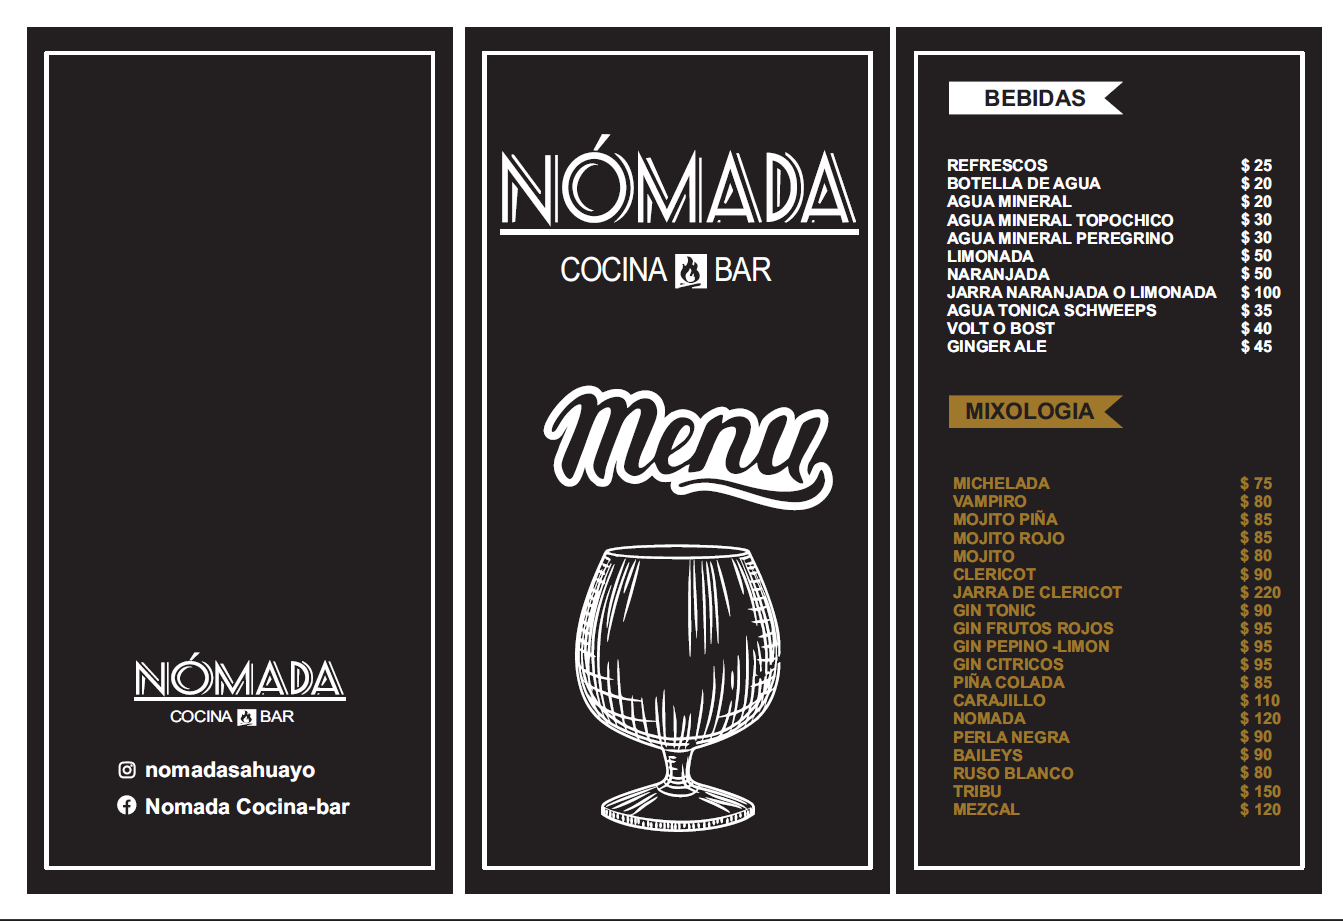 NÓMADA
COCINA BAR
nomadasahuayo
Nomada Cocina-bar
NÓMADA
COCINA BAR
Menu
BEBIDAS
REFRESCOS $ 25
BOTELLA DE AGUA $ 20
AGUA MINERAL $ 20
AGUA MINERAL TOPOCHICO $ 30
AGUA MINERAL PEREGRINO $ 30
LIMONADA $ 50
NARANJADA $ 50
JARRA NARANJADA O LIMONADA $ 100
AGUA TONICA SCHWEEPS $ 35
VOLT O BOST $ 40
GINGER ALE $ 45
MIXOLOGIA
MICHELADA $ 75
VAMPIRO $ 80
MOJITO PIÑA $ 85
MOJITO ROJO $ 85
MOJITO $ 80
CLERICOT $ 90
JARRA DE CLERICOT $ 220
GIN TONIC $ 90
GIN FRUTOS ROJOS $ 95
GIN PEPINO -LIMON $ 95
GIN CITRICOS $ 95
PIÑA COLADA $ 85
CARAJILLO $ 110
NOMADA $ 120
PERLA NEGRA $ 90
BAILEYS $ 90
RUSO BLANCO $ 80
TRIBU $ 150
MEZCAL $ 120